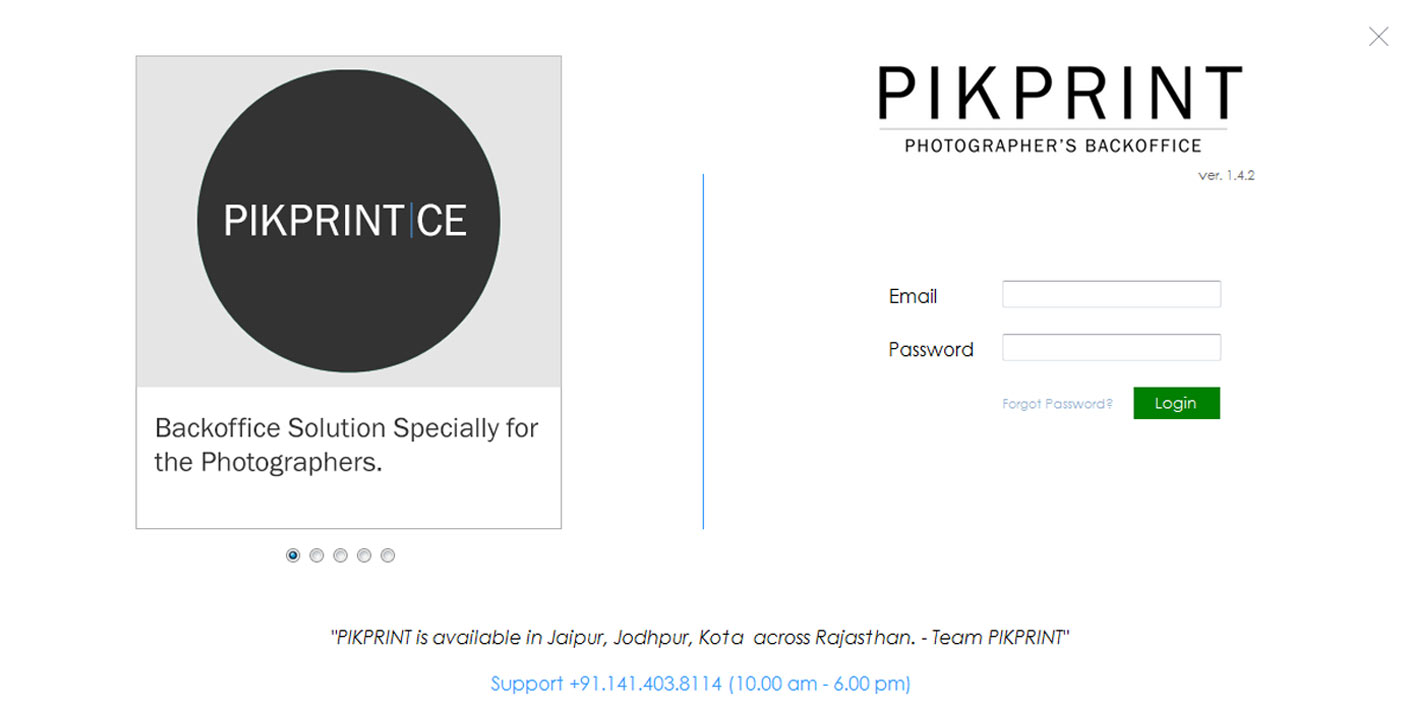 PIKPRINT|CE
Backoffice Solution Specially for
the Photographers.
PIKPRINT
PHOTOGRAPHER'S BACKOFFICE
ver. 1.4.2
Email
Password
Forgot Password?
Login
"PIKPRINT is available in Jaipur, Jodhpur, Kota  across Rajasthan. - Team PIKPRINT"
Support +91.141.403.8114 (10.00 am - 6.00 pm)